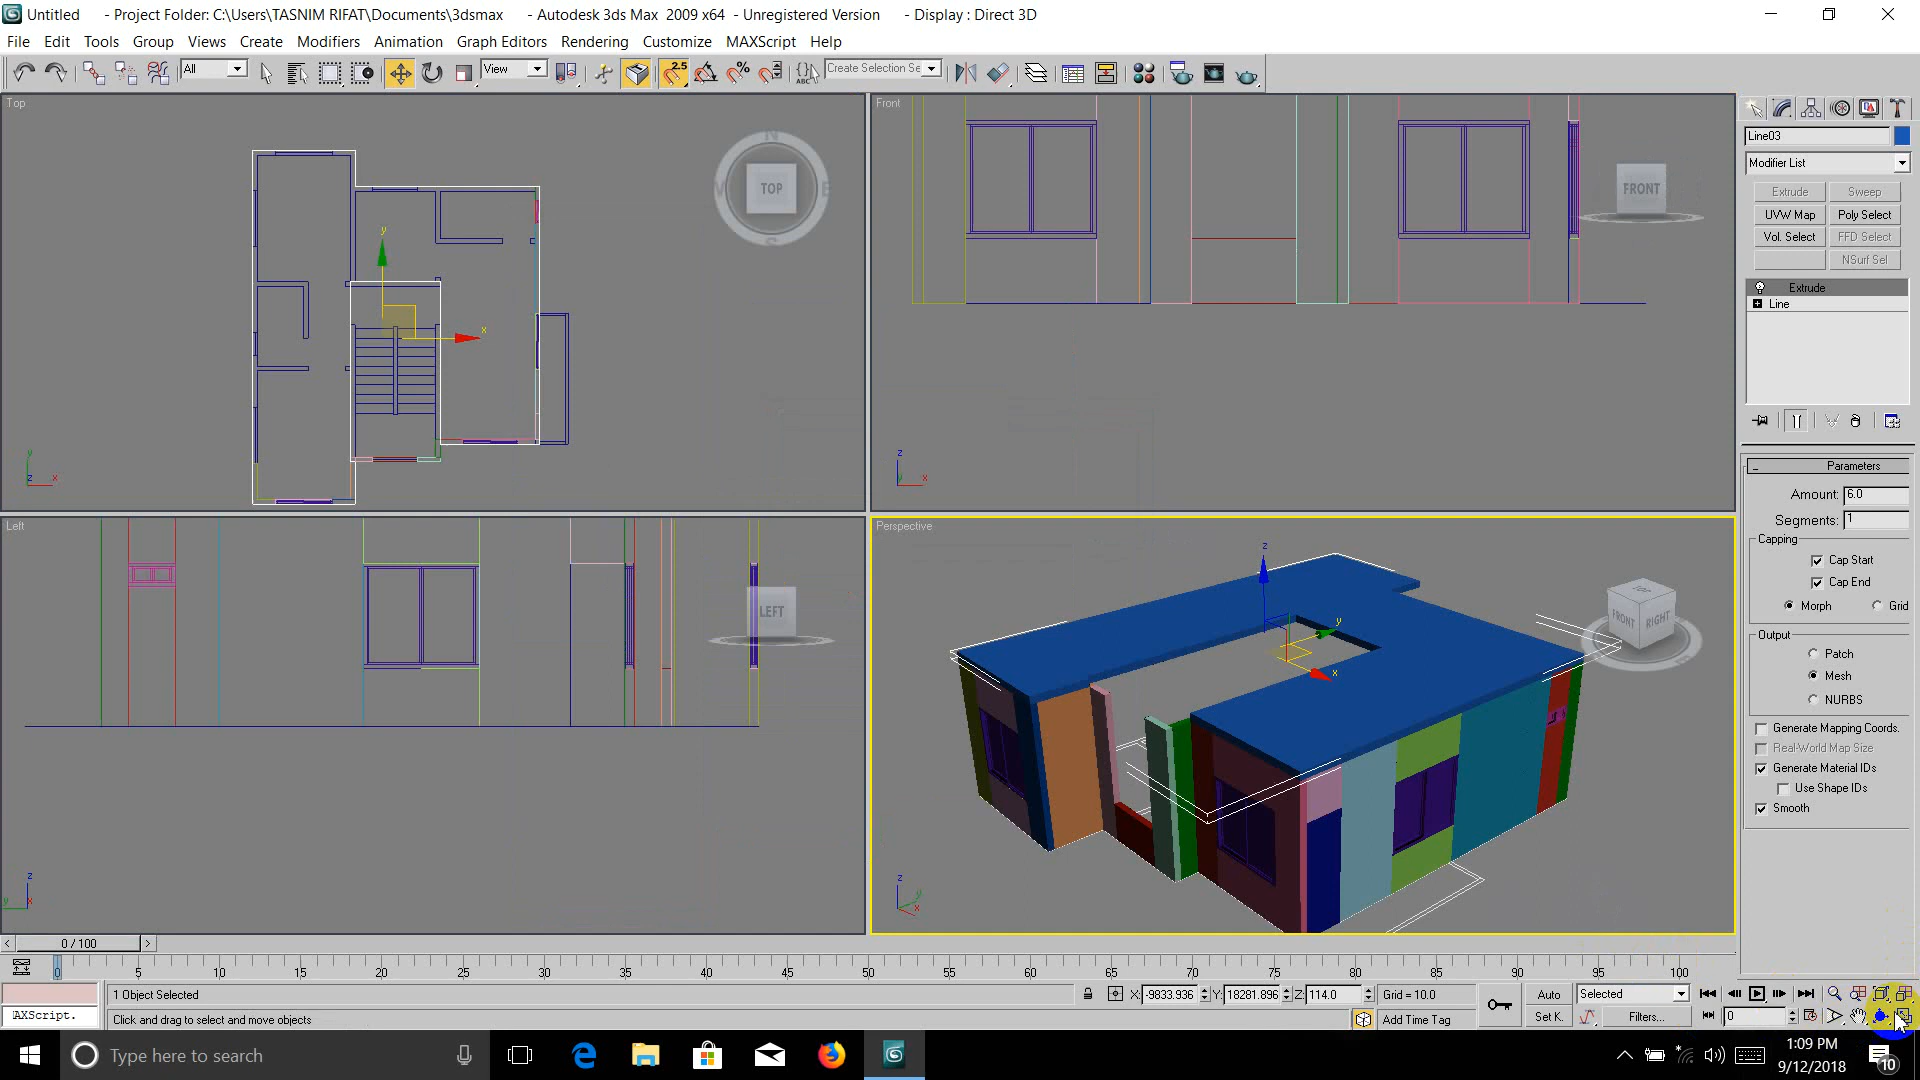 Untitled - Project Folder: C:\Users\TASNIM RIFAT\Documents\3dsmax - Autodesk 3ds Max 2009 x64 - Unregistered Version - Display : Direct 3D
File Edit Tools Group Views Create Modifiers Animation Graph Editors Rendering Customize MAXScript Help
All View 2.5 % ABC Create Selection Se
Top
N
TOP
Front
FRONT
Left
LEFT
Perspective
TOP
FRONT RIGHT
Line03
Modifier List
Extrude Sweep
UVW Map Poly Select
Vol. Select FFD Select
NSurf Sel
Extrude
Line
Parameters
Amount: 6.0
Segments: 1
Capping
Cap Start
Cap End
Morph Grid
Output
Patch
Mesh
NURBS
Generate Mapping Coords.
Real-World Map Size
Generate Material IDs
Use Shape IDs
Smooth
< 0 / 100 >
0 5 10 15 20 25 30 35 40 45 50 55 60 65 70 75 80 85 90 95 100
1 Object Selected X: -9833.936 Y: 18281.896 Z: 114.0 Grid = 10.0 Auto Selected
AXScript. Click and drag to select and move objects Add Time Tag Set K. Filters... 0
Type here to search
1:09 PM
9/12/2018
10